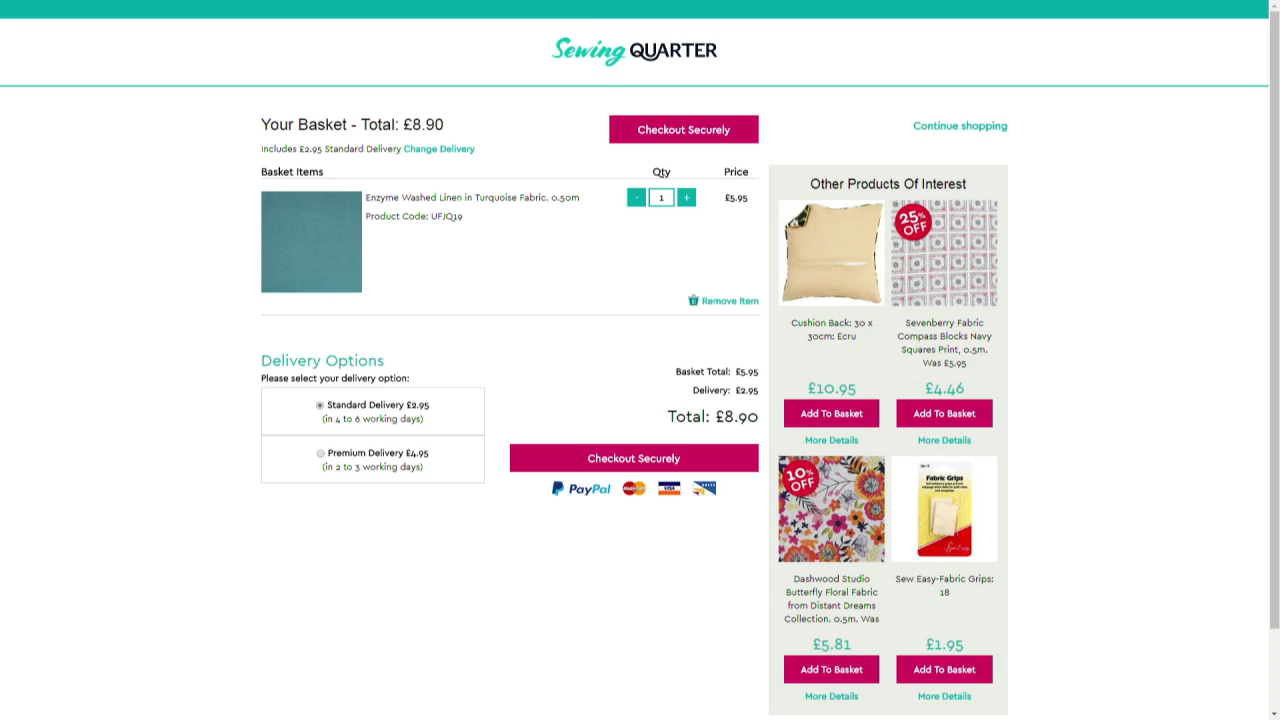 Sewing QUARTER
Your Basket - Total: £8.90
Checkout Securely
Continue shopping
Includes £2.95 Standard Delivery Change Delivery
Basket Items
Qty
Price
Enzyme Washed Linen in Turquoise Fabric. 0.50m
- 1 +
£5.95
Product Code: UFJQ19
Remove Item
Delivery Options
Please select your delivery option:
Standard Delivery £2.95
(in 4 to 6 working days)
Premium Delivery £4.95
(in 2 to 3 working days)
Basket Total: £5.95
Delivery: £2.95
Total: £8.90
Checkout Securely
PayPal MasterCard VISA DELTA
Other Products Of Interest
25%
OFF
Cushion Back: 30 x
30cm: Ecru
£10.95
Add To Basket
More Details
Sevenberry Fabric
Compass Blocks Navy
Squares Print, 0.5m.
Was £5.95
£4.46
Add To Basket
More Details
10%
OFF
Dashwood Studio
Butterfly Floral Fabric
from Distant Dreams
Collection. 0.5m. Was
£5.81
Add To Basket
More Details
Fabric Grips
Sew Easy-Fabric Grips:
18
£1.95
Add To Basket
More Details